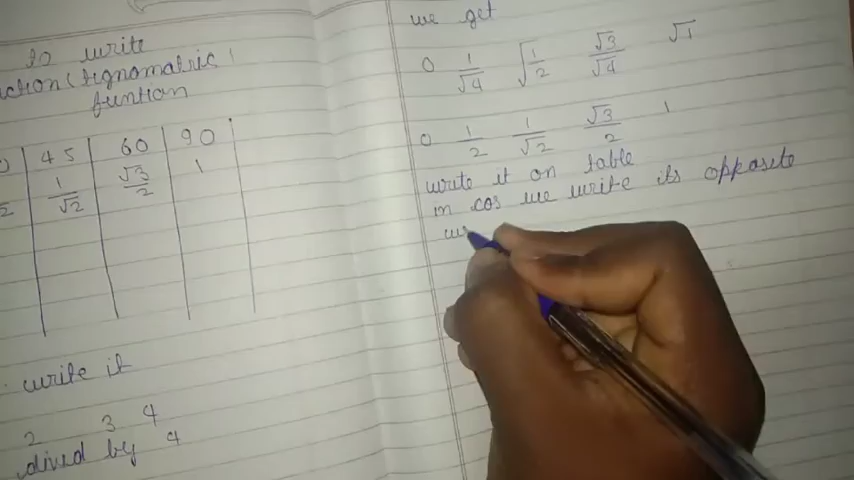 to write
(trignomatric)
funtion
45 60 90
1/√2 √3/2 1
write it
2 3 4
divied by 4
we get
0 1/√4 √1/2 √3/√4 √1
0 1/2 1/√2 √3/2 1
write it on table
in cos we write its opposite